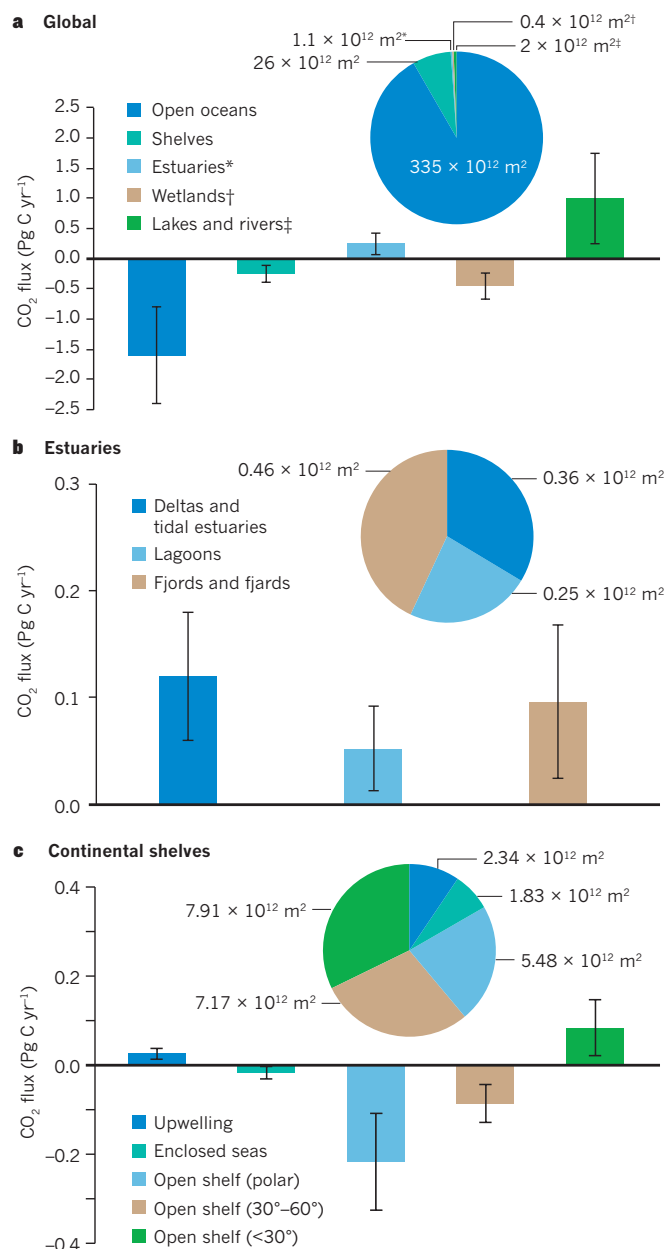 a Global
0.4 × 10¹² m²†
1.1 × 10¹² m²*
2 × 10¹² m²‡
26 × 10¹² m²
335 × 10¹² m²
CO₂ flux (Pg C yr⁻¹)
2.5
2.0
1.5
1.0
0.5
0.0
−0.5
−1.0
−1.5
−2.0
−2.5
Open oceans
Shelves
Estuaries*
Wetlands†
Lakes and rivers‡
b Estuaries
0.46 × 10¹² m²
0.36 × 10¹² m²
0.25 × 10¹² m²
CO₂ flux (Pg C yr⁻¹)
0.3
0.2
0.1
0.0
Deltas and
tidal estuaries
Lagoons
Fjords and fjards
c Continental shelves
2.34 × 10¹² m²
1.83 × 10¹² m²
7.91 × 10¹² m²
5.48 × 10¹² m²
7.17 × 10¹² m²
CO₂ flux (Pg C yr⁻¹)
0.4
0.2
0.0
−0.2
−0.4
Upwelling
Enclosed seas
Open shelf (polar)
Open shelf (30°–60°)
Open shelf (<30°)